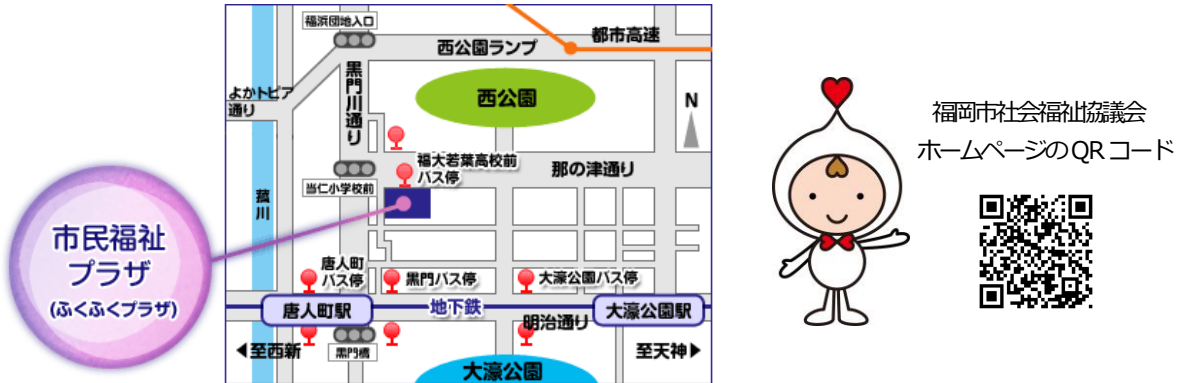 市民福祉
プラザ
(ふくふくプラザ)
福浜団地入口
西公園ランプ
都市高速
よかトピア
通り
黒門川通り
西公園
N
福大若葉高校前
バス停
那の津通り
当仁小学校前
菰川
唐人町
バス停
黒門バス停
大濠公園バス停
唐人町駅
地下鉄
大濠公園駅
明治通り
◀至西新
黒門橋
至天神▶
大濠公園
福岡市社会福祉協議会
ホームページのQRコード